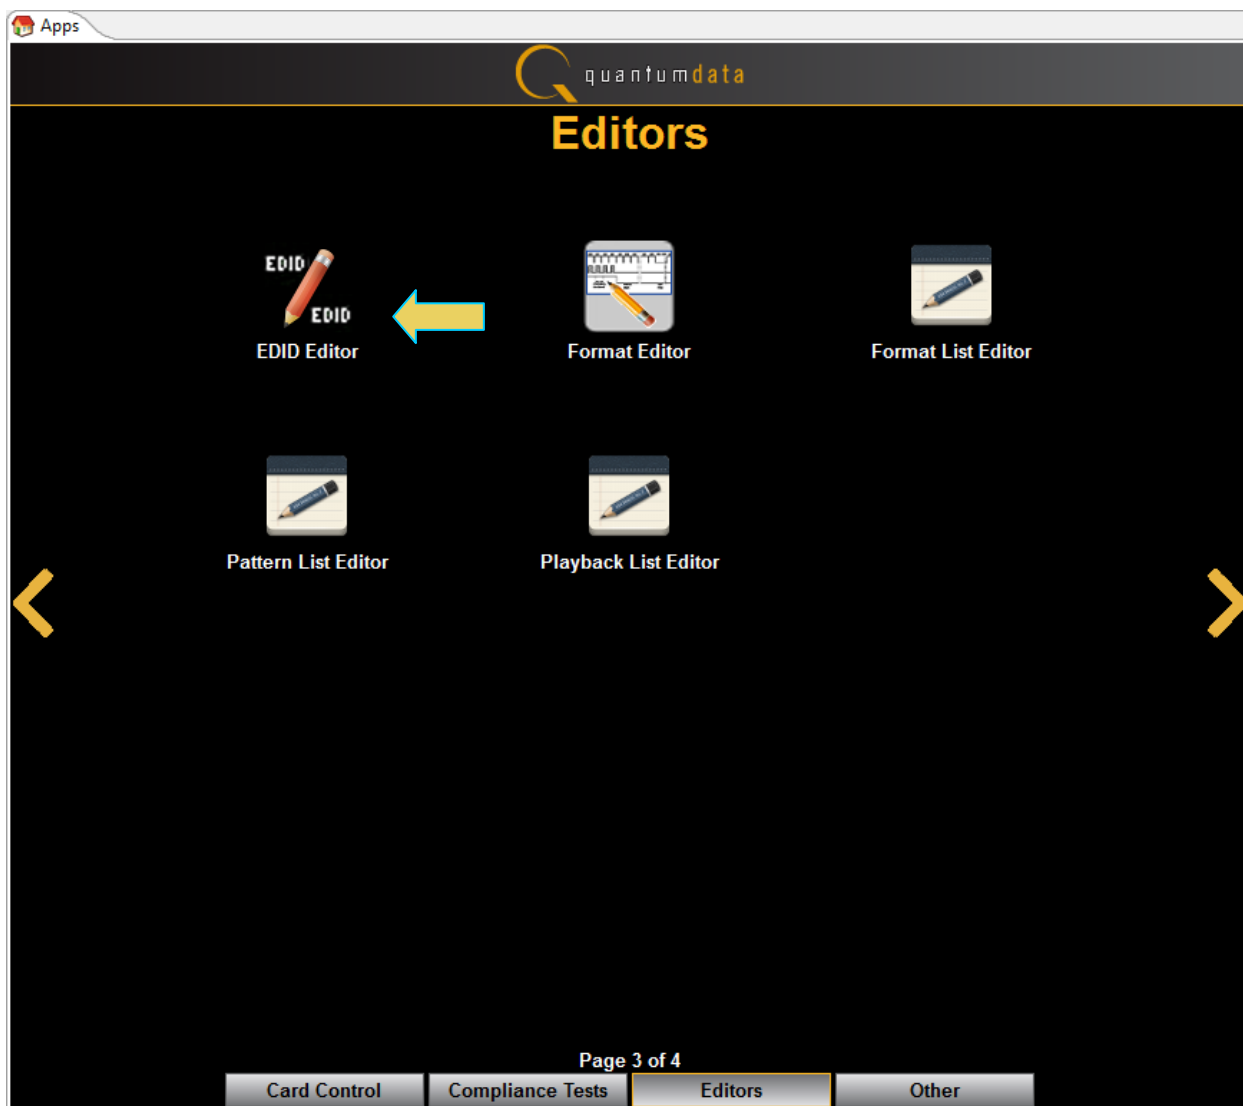 Apps
quantumdata
Editors
EDID
EDID
EDID Editor
Format Editor
Format List Editor
Pattern List Editor
Playback List Editor
Page 3 of 4
Card Control
Compliance Tests
Editors
Other